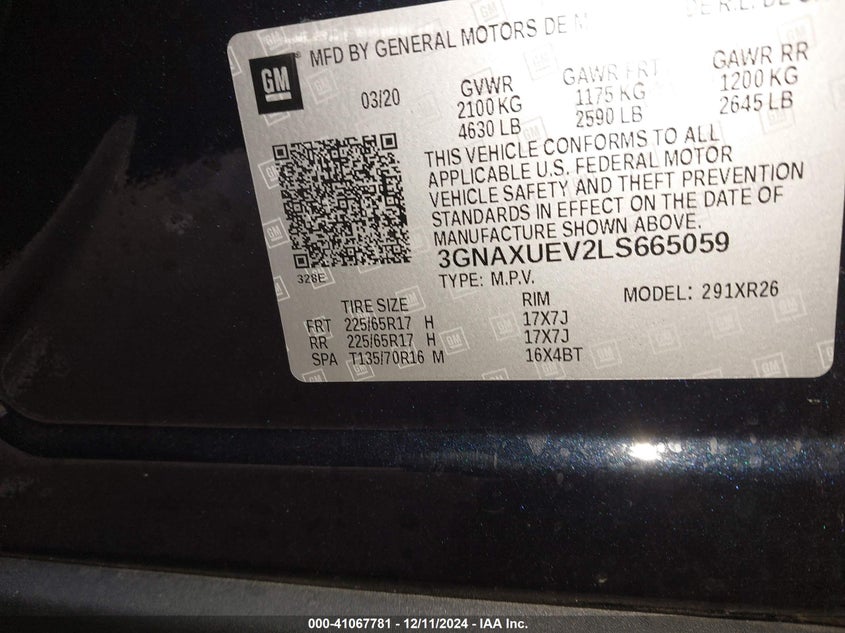 MFD BY GENERAL MOTORS DE
GM
03/20
GVWR GAWR FRT GAWR RR
2100 KG 1175 KG 1200 KG
4630 LB 2590 LB 2645 LB
THIS VEHICLE CONFORMS TO ALL
APPLICABLE U.S. FEDERAL MOTOR
VEHICLE SAFETY AND THEFT PREVENTION
STANDARDS IN EFFECT ON THE DATE OF
MANUFACTURE SHOWN ABOVE.
3GNAXUEV2LS665059
328E
TYPE: M.P.V.
MODEL: 291XR26
TIRE SIZE RIM
FRT 225/65R17 H 17X7J
RR 225/65R17 H 17X7J
SPA T135/70R16 M 16X4BT
000-41067781 - 12/11/2024 - IAA Inc.